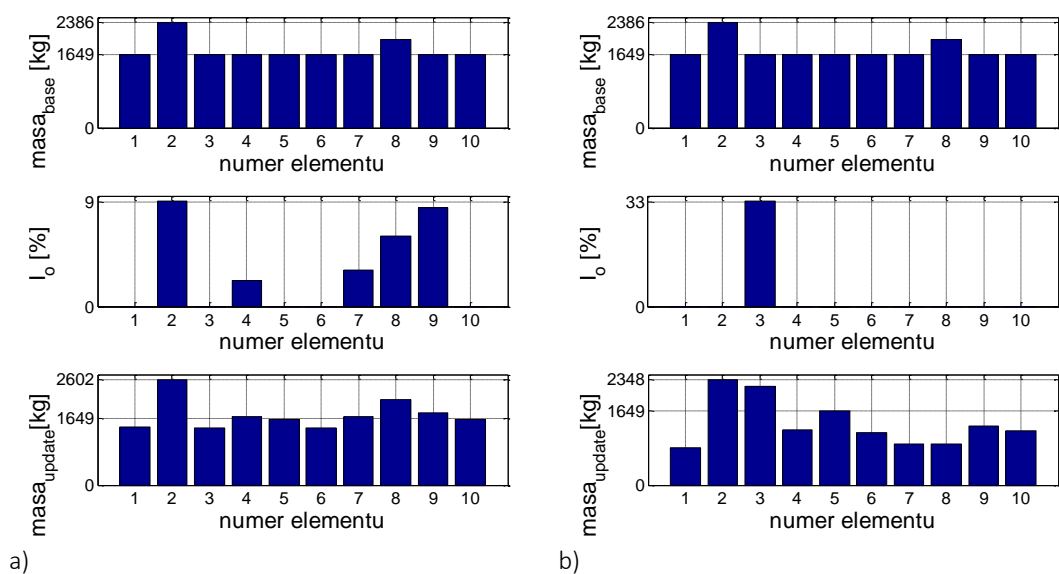 masa_base [kg]
2386
1649
0
1 2 3 4 5 6 7 8 9 10
numer elementu
I_o [%]
9
0
1 2 3 4 5 6 7 8 9 10
numer elementu
masa_update[kg]
2602
1649
0
1 2 3 4 5 6 7 8 9 10
numer elementu
a)
masa_base [kg]
2386
1649
0
1 2 3 4 5 6 7 8 9 10
numer elementu
I_o [%]
33
0
1 2 3 4 5 6 7 8 9 10
numer elementu
masa_update[kg]
2348
1649
0
1 2 3 4 5 6 7 8 9 10
numer elementu
b)